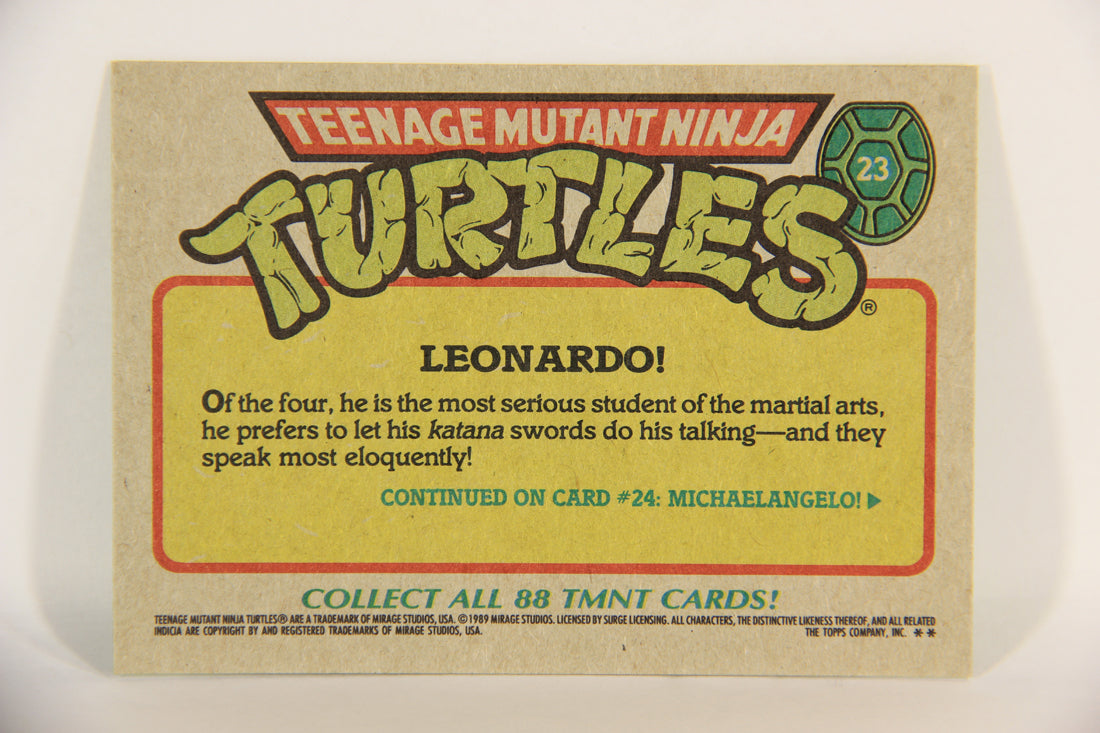 TEENAGE MUTANT NINJA
TURTLES®
23
LEONARDO!
Of the four, he is the most serious student of the martial arts,
he prefers to let his katana swords do his talking—and they
speak most eloquently!
CONTINUED ON CARD #24: MICHAELANGELO! ▶
COLLECT ALL 88 TMNT CARDS!
TEENAGE MUTANT NINJA TURTLES® ARE A TRADEMARK OF MIRAGE STUDIOS, USA. ©1989 MIRAGE STUDIOS. LICENSED BY SURGE LICENSING. ALL CHARACTERS, THE DISTINCTIVE LIKENESS THEREOF, AND ALL RELATED
INDICIA ARE COPYRIGHT BY AND REGISTERED TRADEMARKS OF MIRAGE STUDIOS, USA. THE TOPPS COMPANY, INC. * *